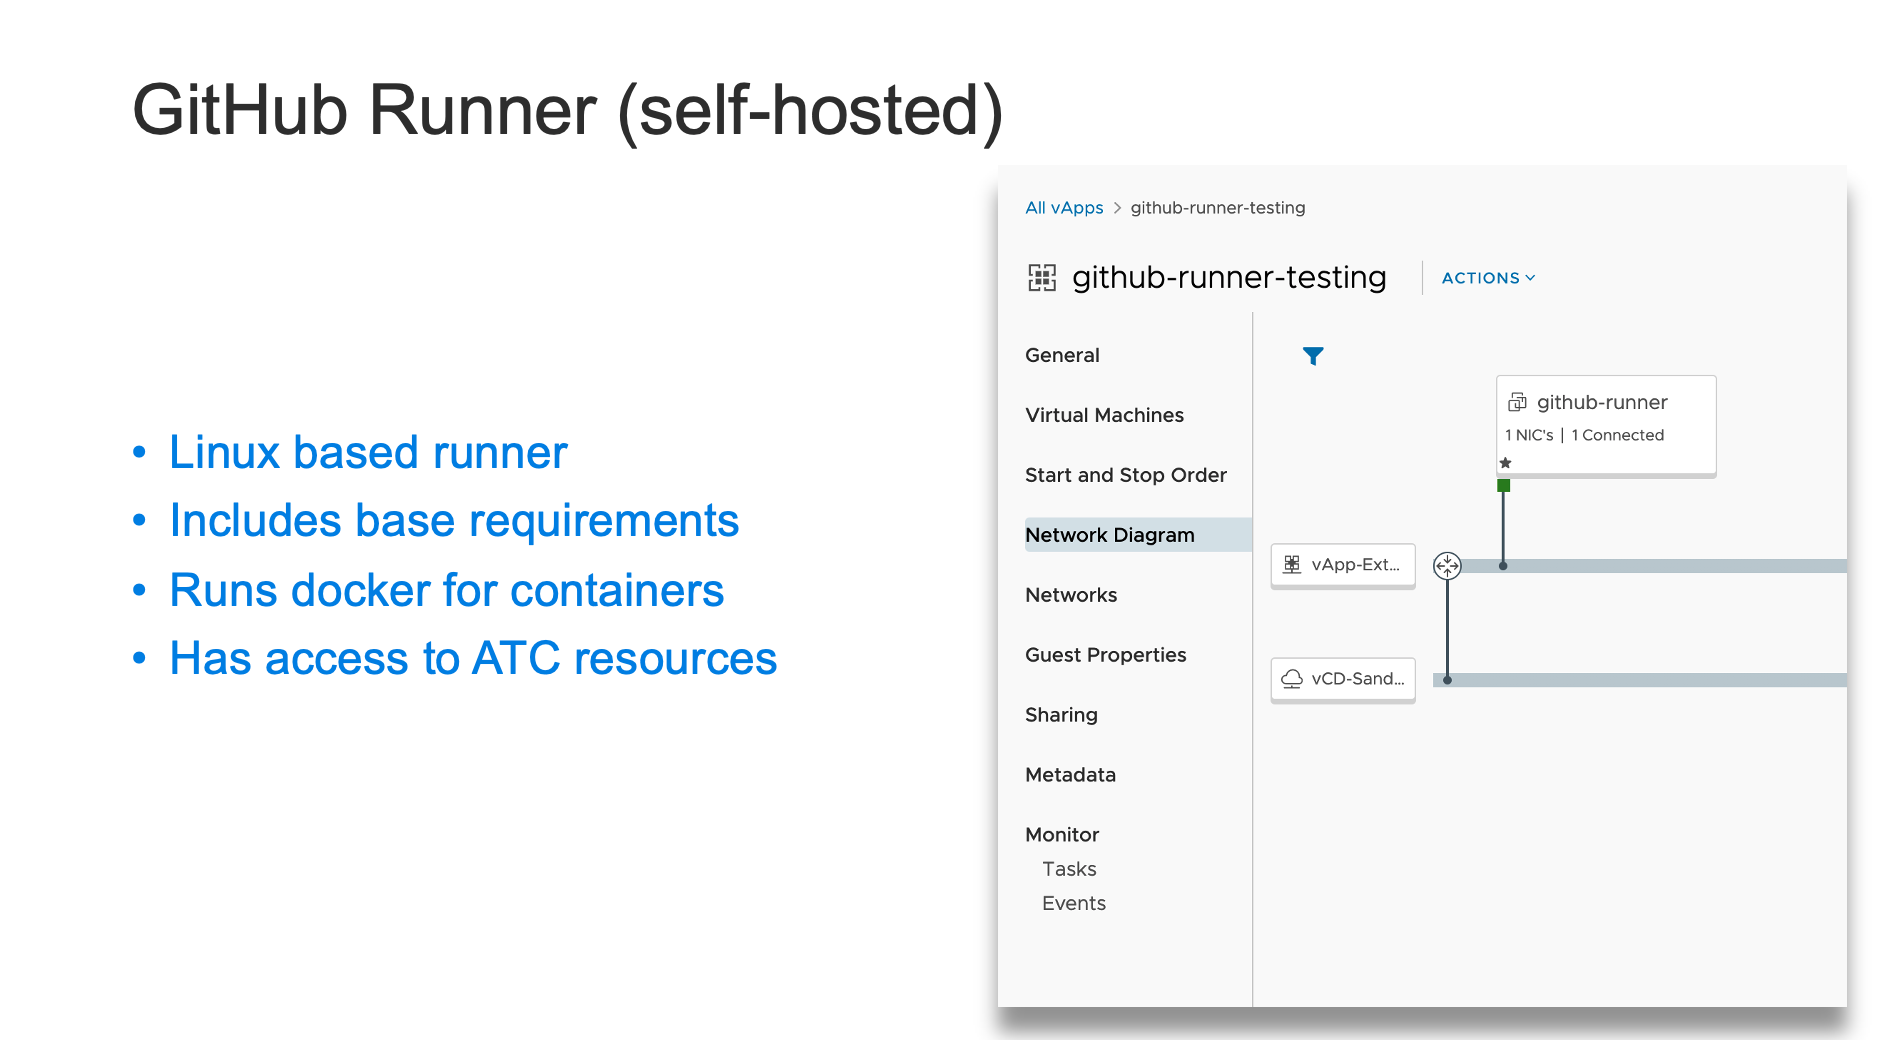 GitHub Runner (self-hosted)
• Linux based runner
• Includes base requirements
• Runs docker for containers
• Has access to ATC resources
All vApps > github-runner-testing
github-runner-testing
ACTIONS
General
Virtual Machines
Start and Stop Order
Network Diagram
Networks
Guest Properties
Sharing
Metadata
Monitor
Tasks
Events
github-runner
1 NIC's | 1 Connected
vApp-Ext...
vCD-Sand...